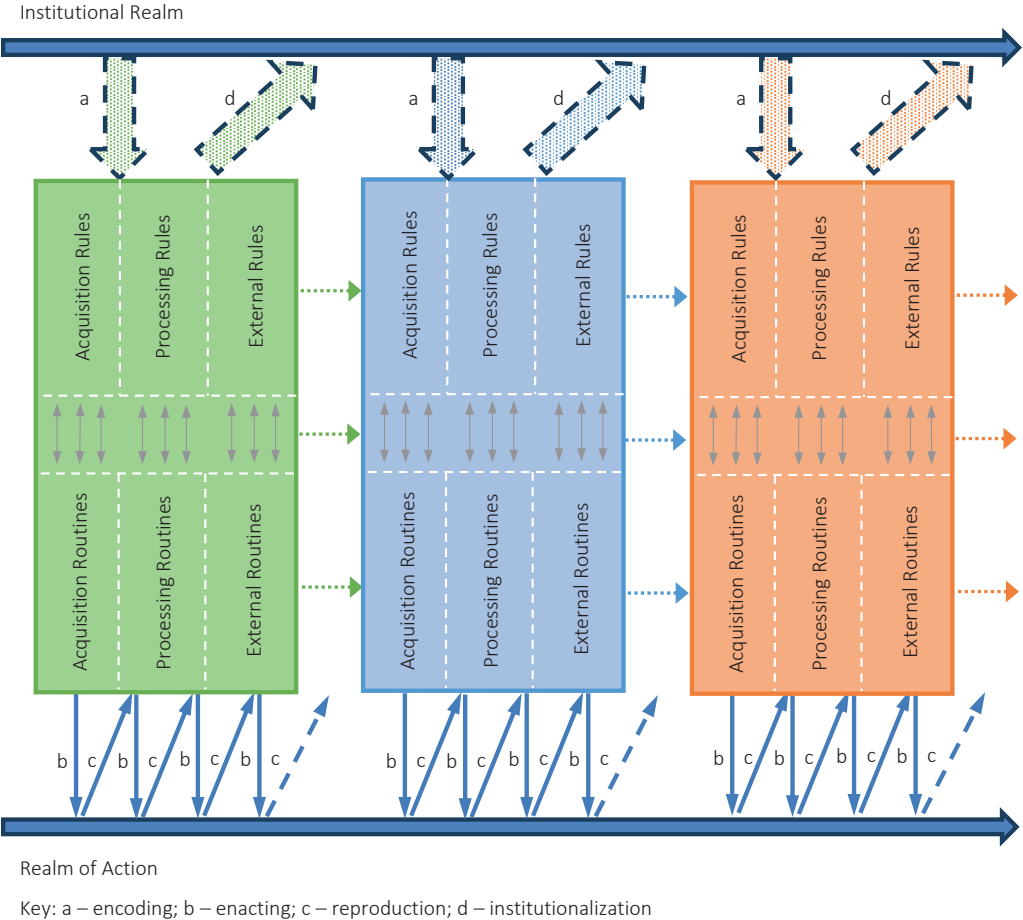 Institutional Realm
a
d
a
d
a
d
Acquisition Rules
Processing Rules
External Rules
Acquisition Rules
Processing Rules
External Rules
Acquisition Rules
Processing Rules
External Rules
Acquisition Routines
Processing Routines
External Routines
Acquisition Routines
Processing Routines
External Routines
Acquisition Routines
Processing Routines
External Routines
b
c
b
c
b
c
b
c
b
c
b
c
b
c
b
c
b
c
b
c
b
c
b
c
Realm of Action
Key: a – encoding; b – enacting; c – reproduction; d – institutionalization